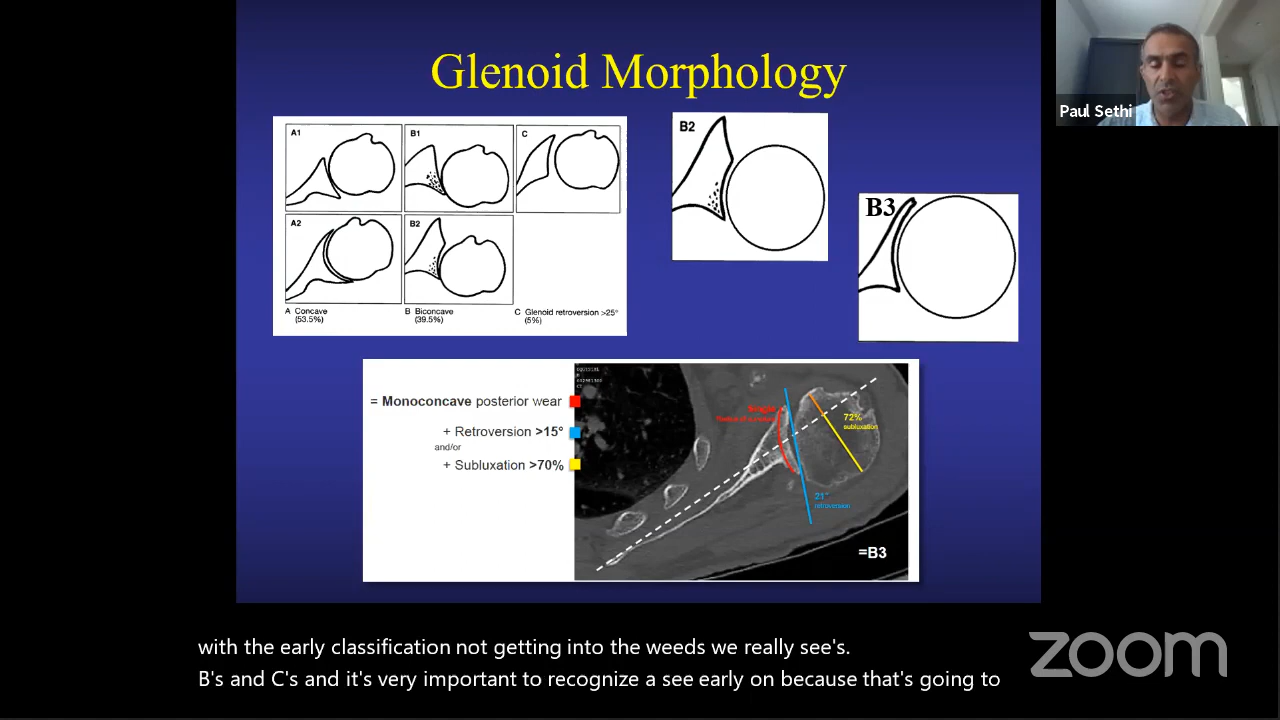 Glenoid Morphology
Paul Sethi
A1
B1
C
A2
B2
A Concave
(53.5%)
B Biconcave
(39.5%)
C Glenoid retroversion >25°
(5%)
B2
B3
= Monoconcave posterior wear
+ Retroversion >15°
and/or
+ Subluxation >70%
Single
72%
subluxation
21°
retroversion
=B3
with the early classification not getting into the weeds we really see's.
B's and C's and it's very important to recognize a see early on because that's going to
zoom